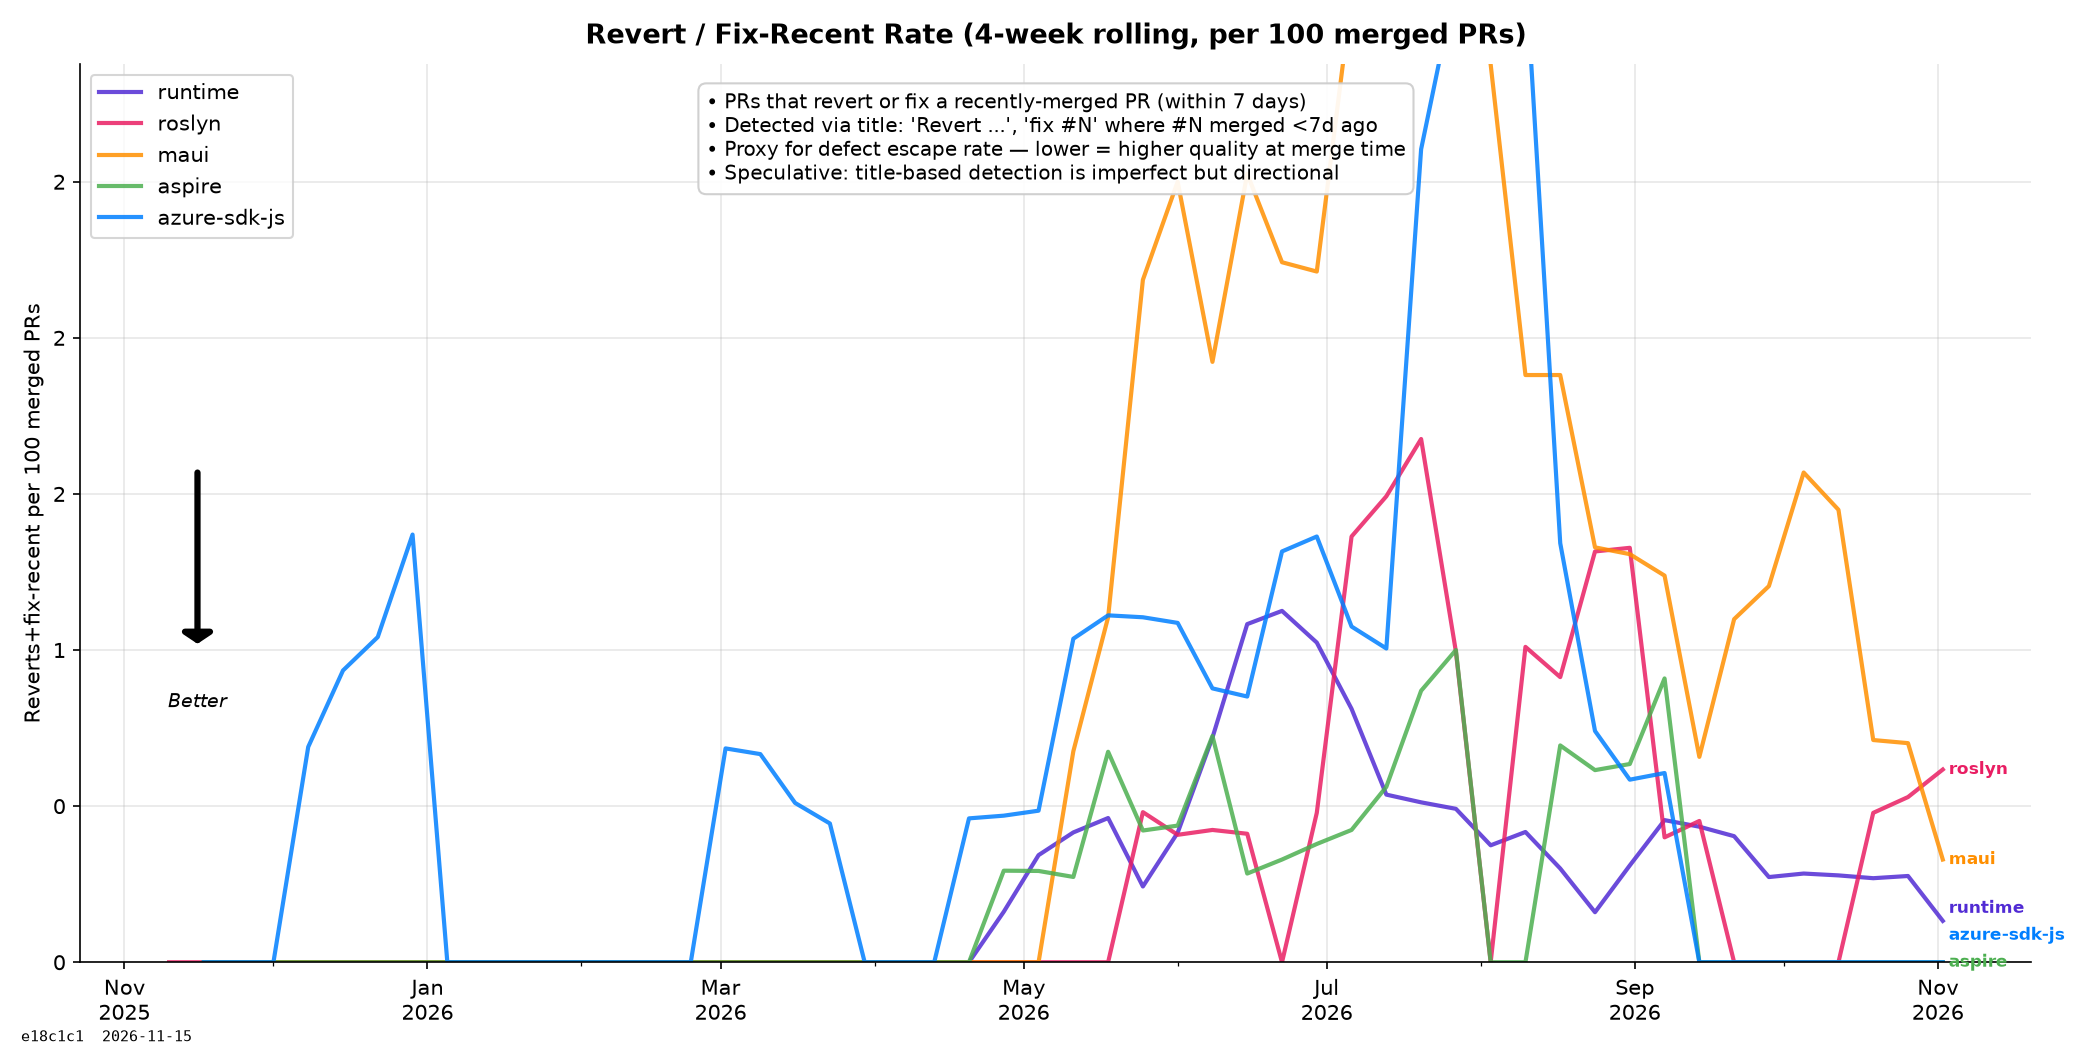 Revert / Fix-Recent Rate (4-week rolling, per 100 merged PRs)
runtime
roslyn
maui
aspire
azure-sdk-js
• PRs that revert or fix a recently-merged PR (within 7 days)
• Detected via title: 'Revert ...', 'fix #N' where #N merged <7d ago
• Proxy for defect escape rate — lower = higher quality at merge time
• Speculative: title-based detection is imperfect but directional
Reverts+fix-recent per 100 merged PRs
2
2
2
1
0
0
Better
roslyn
maui
runtime
azure-sdk-js
aspire
Nov
2025
Jan
2026
Mar
2026
May
2026
Jul
2026
Sep
2026
Nov
2026
e18c1c1 2026-11-15